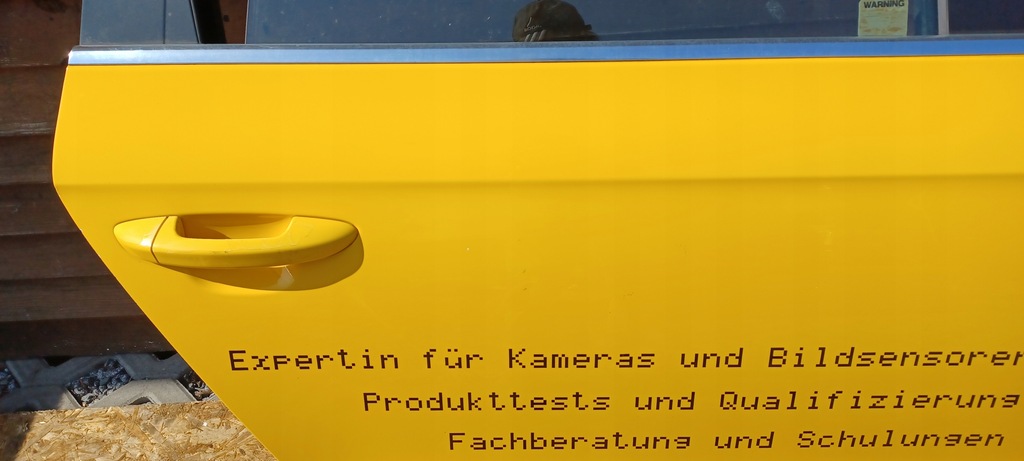 WARNING
Expertin für Kameras und Bildsensoren
Produkttests und Qualifizierung
Fachberatung und Schulungen